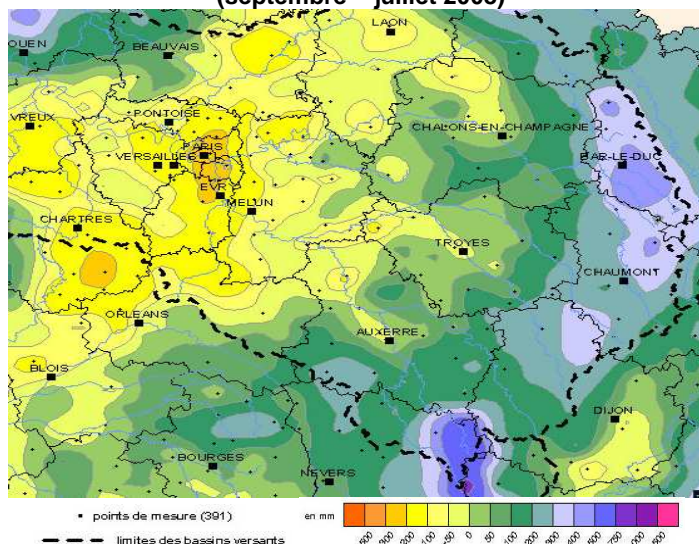 (septembre – juillet 2008)
LAON
OUEN
BEAUVAIS
PONTOISE
VREUX
CHALONS-EN-CHAMPAGNE
PARIS
VERSAILLES
BAR-LE-DUC
EVRY
MELUN
CHARTRES
TROYES
CHAUMONT
ORLEANS
AUXERRE
BLOIS
DIJON
BOURGES
NEVERS
points de mesure (391)
en mm
limites des bassins versants